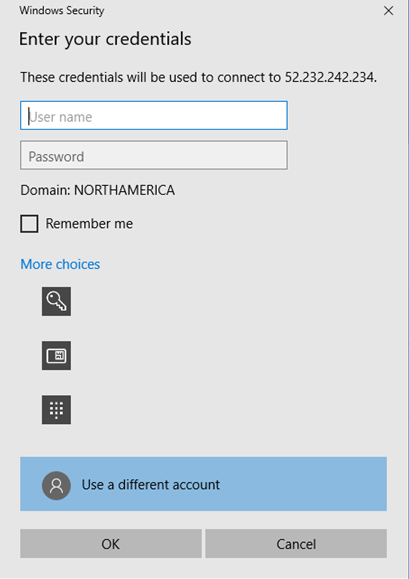 Windows Security
Enter your credentials
These credentials will be used to connect to 52.232.242.234.
User name
Password
Domain: NORTHAMERICA
Remember me
More choices
Use a different account
OK
Cancel